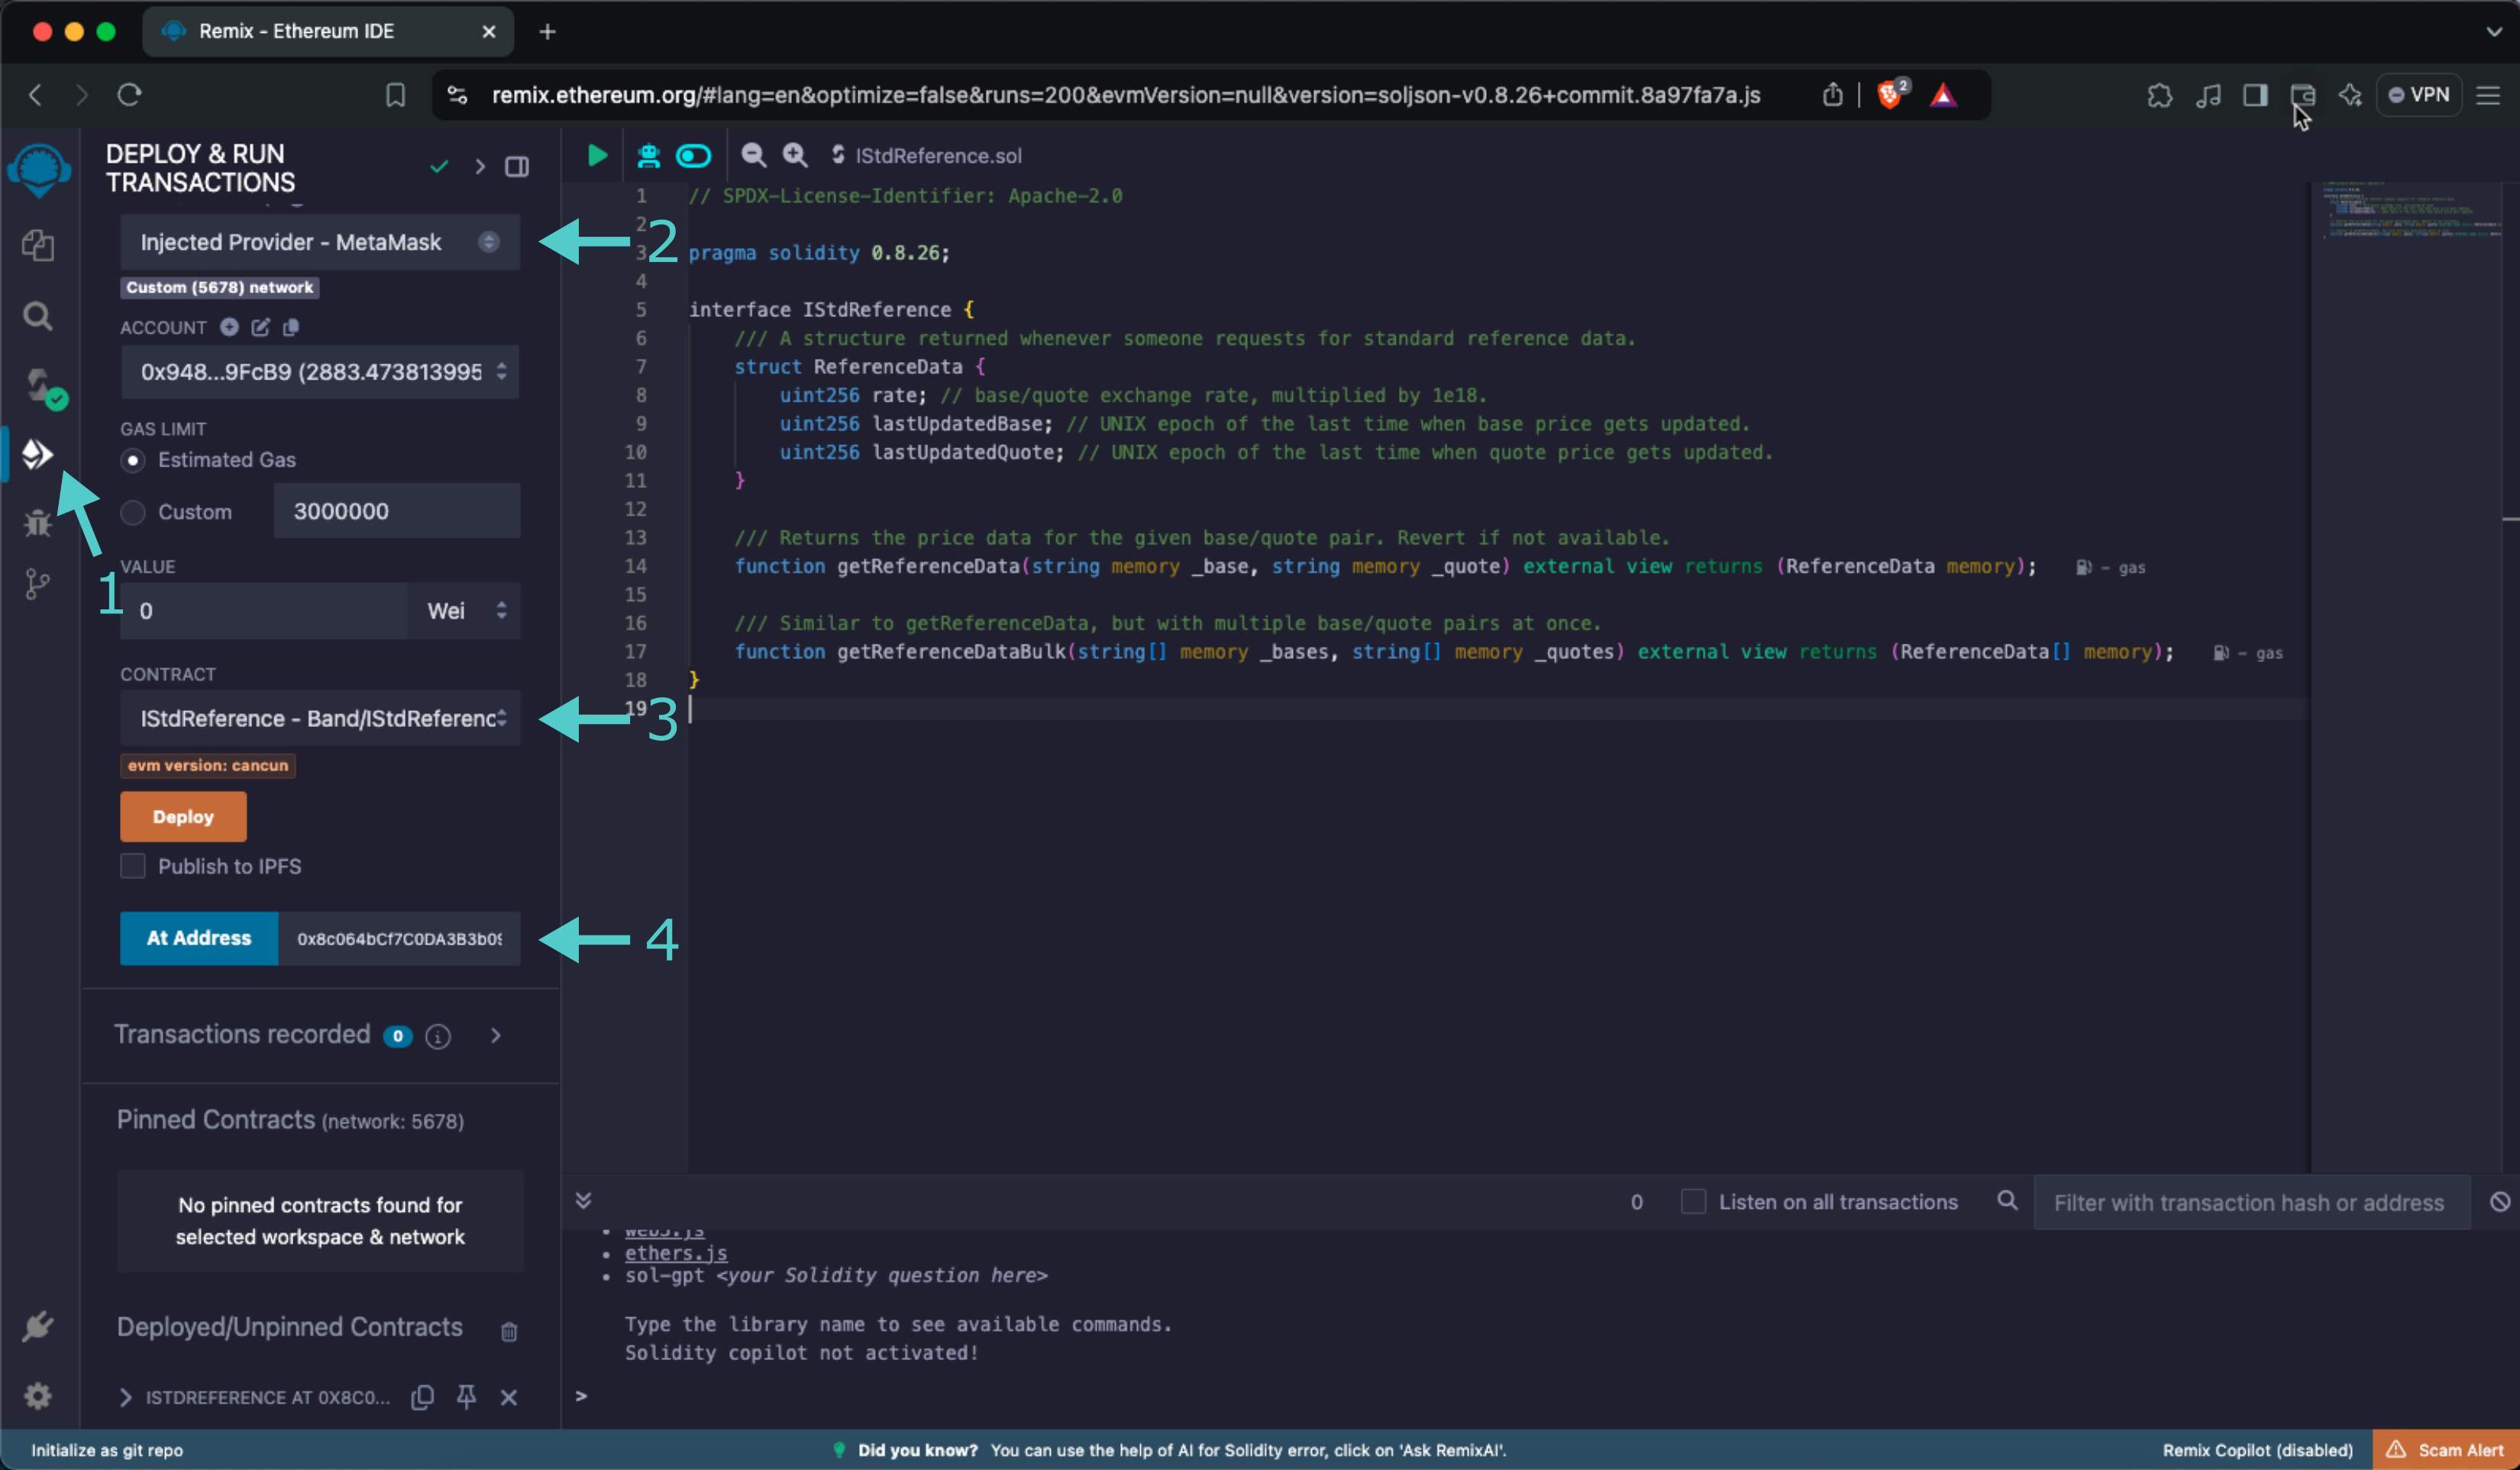 Remix - Ethereum IDE
remix.ethereum.org/#lang=en&optimize=false&runs=200&evmVersion=null&version=soljson-v0.8.26+commit.8a97fa7a.js
2
VPN
DEPLOY & RUN
TRANSACTIONS
Injected Provider - MetaMask
2
Custom (5678) network
ACCOUNT
0x948...9FcB9 (2883.473813995
GAS LIMIT
Estimated Gas
Custom
3000000
1
VALUE
0
Wei
CONTRACT
IStdReference - Band/IStdReferenc
3
evm version: cancun
Deploy
Publish to IPFS
At Address
0x8c064bCf7C0DA3B3b09
4
Transactions recorded 0 i
Pinned Contracts (network: 5678)
No pinned contracts found for
selected workspace & network
Deployed/Unpinned Contracts
ISTDREFERENCE AT 0X8C0...
IStdReference.sol
1 // SPDX-License-Identifier: Apache-2.0
2
3 pragma solidity 0.8.26;
4
5 interface IStdReference {
6 /// A structure returned whenever someone requests for standard reference data.
7 struct ReferenceData {
8 uint256 rate; // base/quote exchange rate, multiplied by 1e18.
9 uint256 lastUpdatedBase; // UNIX epoch of the last time when base price gets updated.
10 uint256 lastUpdatedQuote; // UNIX epoch of the last time when quote price gets updated.
11 }
12
13 /// Returns the price data for the given base/quote pair. Revert if not available.
14 function getReferenceData(string memory _base, string memory _quote) external view returns (ReferenceData memory); - gas
15
16 /// Similar to getReferenceData, but with multiple base/quote pairs at once.
17 function getReferenceDataBulk(string[] memory _bases, string[] memory _quotes) external view returns (ReferenceData[] memory); - gas
18 }
19
0
Listen on all transactions
Filter with transaction hash or address
• web3.js
• ethers.js
• sol-gpt <your Solidity question here>
Type the library name to see available commands.
Solidity copilot not activated!
>
Initialize as git repo
Did you know? You can use the help of AI for Solidity error, click on 'Ask RemixAI'.
Remix Copilot (disabled)
Scam Alert